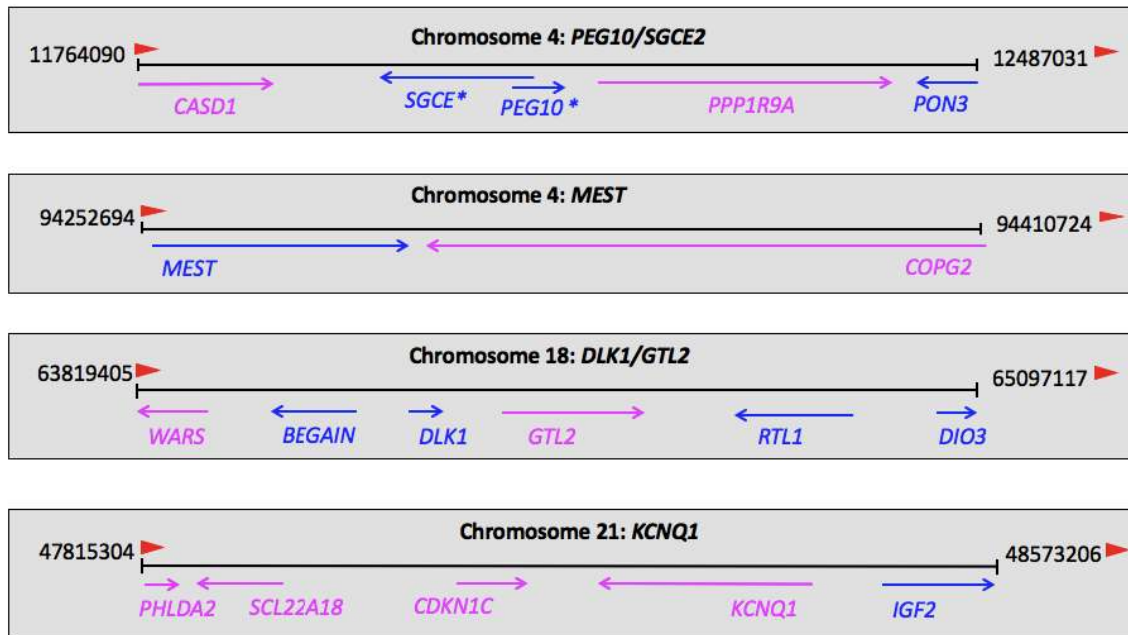 Chromosome 4: PEG10/SGCE2
11764090
12487031
CASD1
SGCE*
PEG10*
PPP1R9A
PON3
Chromosome 4: MEST
94252694
94410724
MEST
COPG2
Chromosome 18: DLK1/GTL2
63819405
65097117
WARS
BEGAIN
DLK1
GTL2
RTL1
DIO3
Chromosome 21: KCNQ1
47815304
48573206
PHLDA2
SCL22A18
CDKN1C
KCNQ1
IGF2